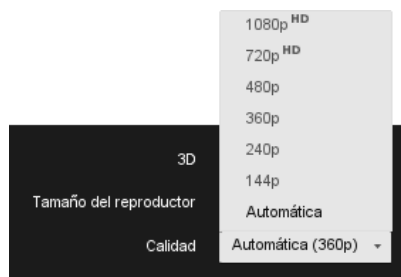 1080p HD
720p HD
480p
360p
240p
144p
Automática
3D
Tamaño del reproductor
Calidad
Automática (360p)